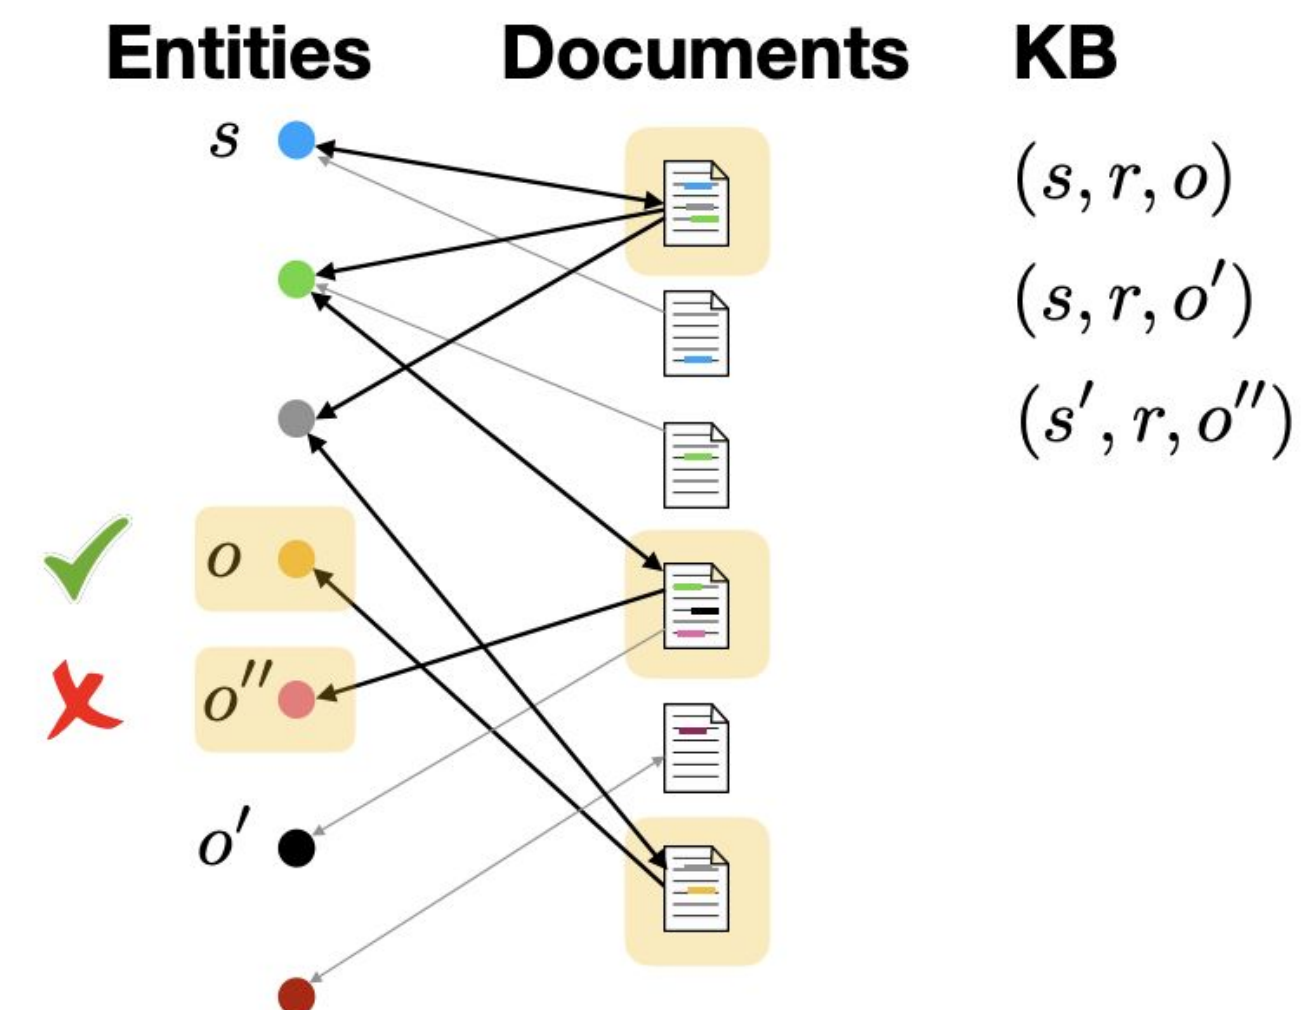 Entities Documents KB
s
(s, r, o)
(s, r, o′)
(s′, r, o″)
o
o″
o′